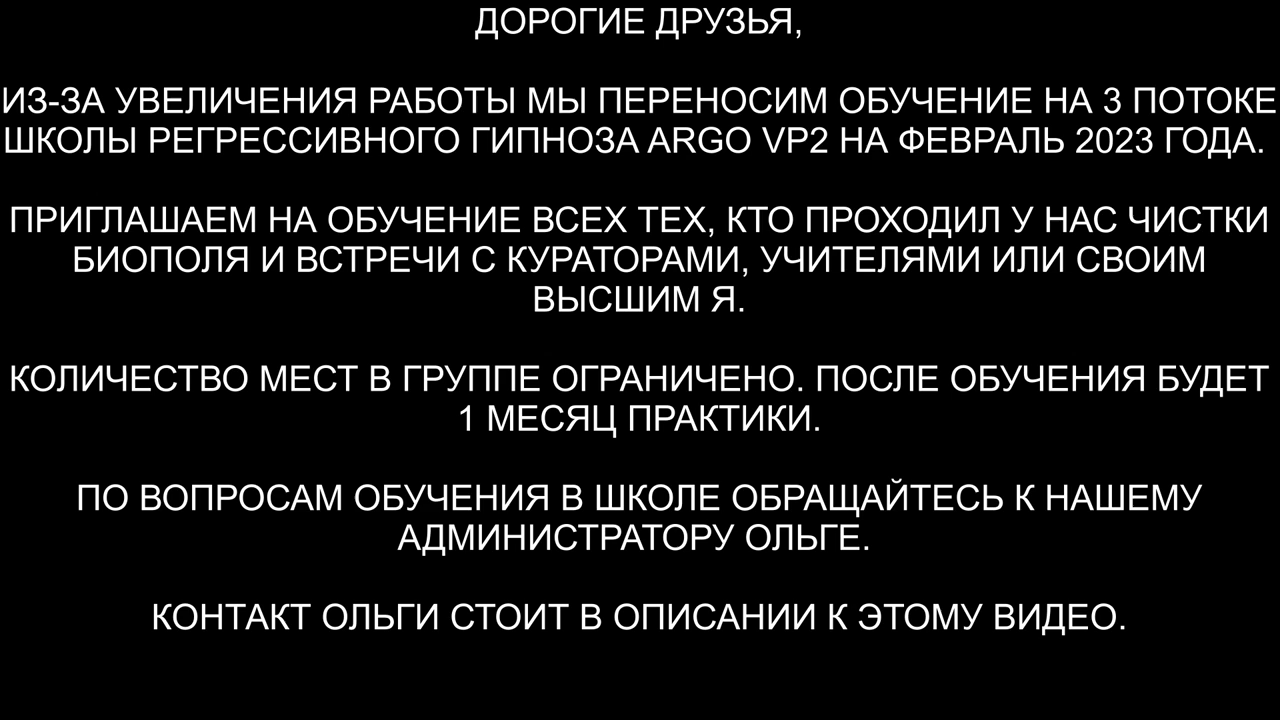 ДОРОГИЕ ДРУЗЬЯ,
ИЗ-ЗА УВЕЛИЧЕНИЯ РАБОТЫ МЫ ПЕРЕНОСИМ ОБУЧЕНИЕ НА 3 ПОТОКЕ
ШКОЛЫ РЕГРЕССИВНОГО ГИПНОЗА ARGO VP2 НА ФЕВРАЛЬ 2023 ГОДА.
ПРИГЛАШАЕМ НА ОБУЧЕНИЕ ВСЕХ ТЕХ, КТО ПРОХОДИЛ У НАС ЧИСТКИ
БИОПОЛЯ И ВСТРЕЧИ С КУРАТОРАМИ, УЧИТЕЛЯМИ ИЛИ СВОИМ
ВЫСШИМ Я.
КОЛИЧЕСТВО МЕСТ В ГРУППЕ ОГРАНИЧЕНО. ПОСЛЕ ОБУЧЕНИЯ БУДЕТ
1 МЕСЯЦ ПРАКТИКИ.
ПО ВОПРОСАМ ОБУЧЕНИЯ В ШКОЛЕ ОБРАЩАЙТЕСЬ К НАШЕМУ
АДМИНИСТРАТОРУ ОЛЬГЕ.
КОНТАКТ ОЛЬГИ СТОИТ В ОПИСАНИИ К ЭТОМУ ВИДЕО.